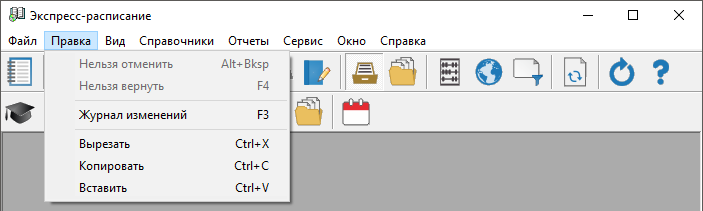 Экспресс-расписание
Файл Правка Вид Справочники Отчеты Сервис Окно Справка
Нельзя отменить Alt+Bksp
Нельзя вернуть F4
Журнал изменений F3
Вырезать Ctrl+X
Копировать Ctrl+C
Вставить Ctrl+V